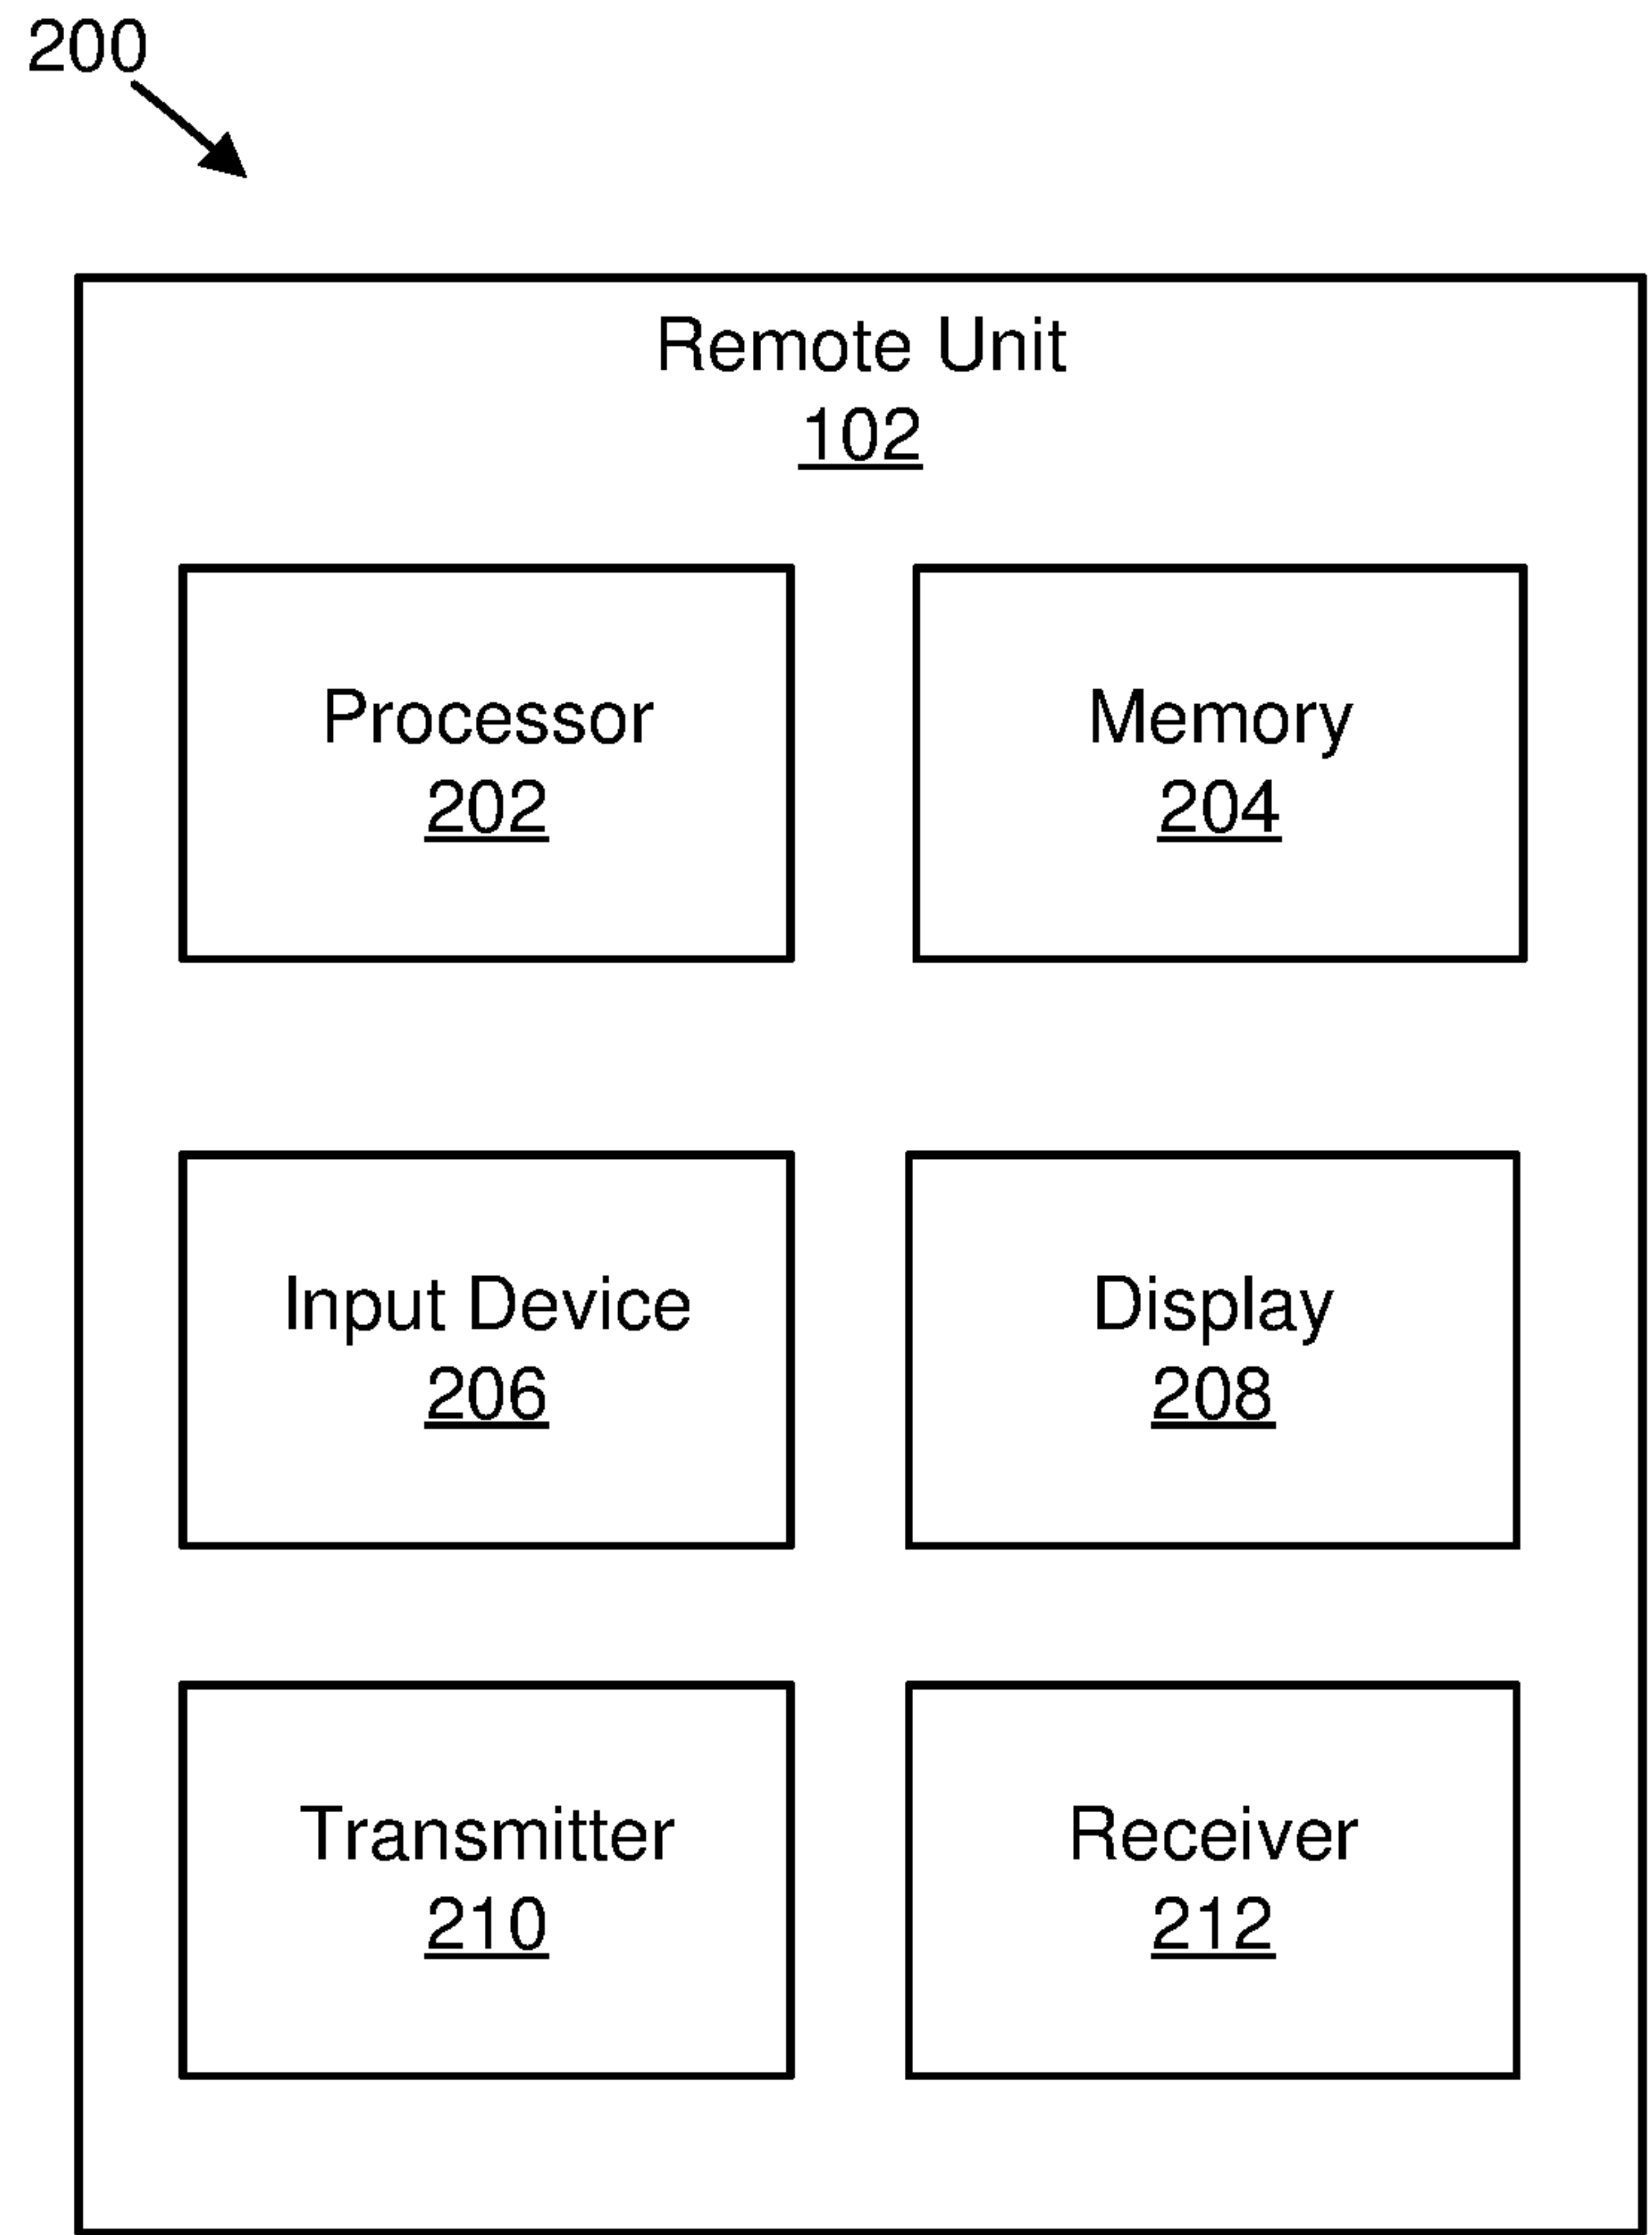 200
Remote Unit
102
Processor
202
Memory
204
Input Device
206
Display
208
Transmitter
210
Receiver
212